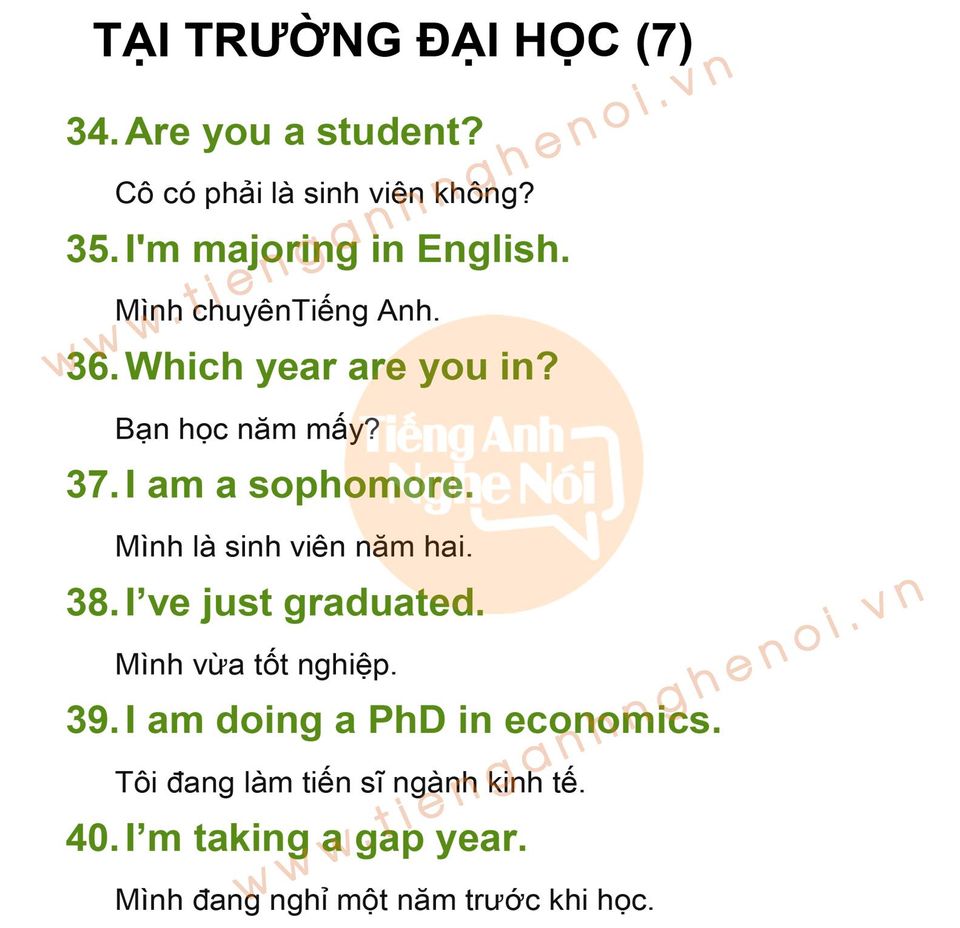 TẠI TRƯỜNG ĐẠI HỌC (7)
34. Are you a student?
Cô có phải là sinh viên không?
35. I'm majoring in English.
Mình chuyênTiếng Anh.
36. Which year are you in?
Bạn học năm mấy?
37. I am a sophomore.
Mình là sinh viên năm hai.
38. I’ve just graduated.
Mình vừa tốt nghiệp.
39. I am doing a PhD in economics.
Tôi đang làm tiến sĩ ngành kinh tế.
40. I’m taking a gap year.
Mình đang nghỉ một năm trước khi học.
www.tienganhnghenoi.vn
Tiếng Anh
Nghe Nói
www.tienganhnghenoi.vn